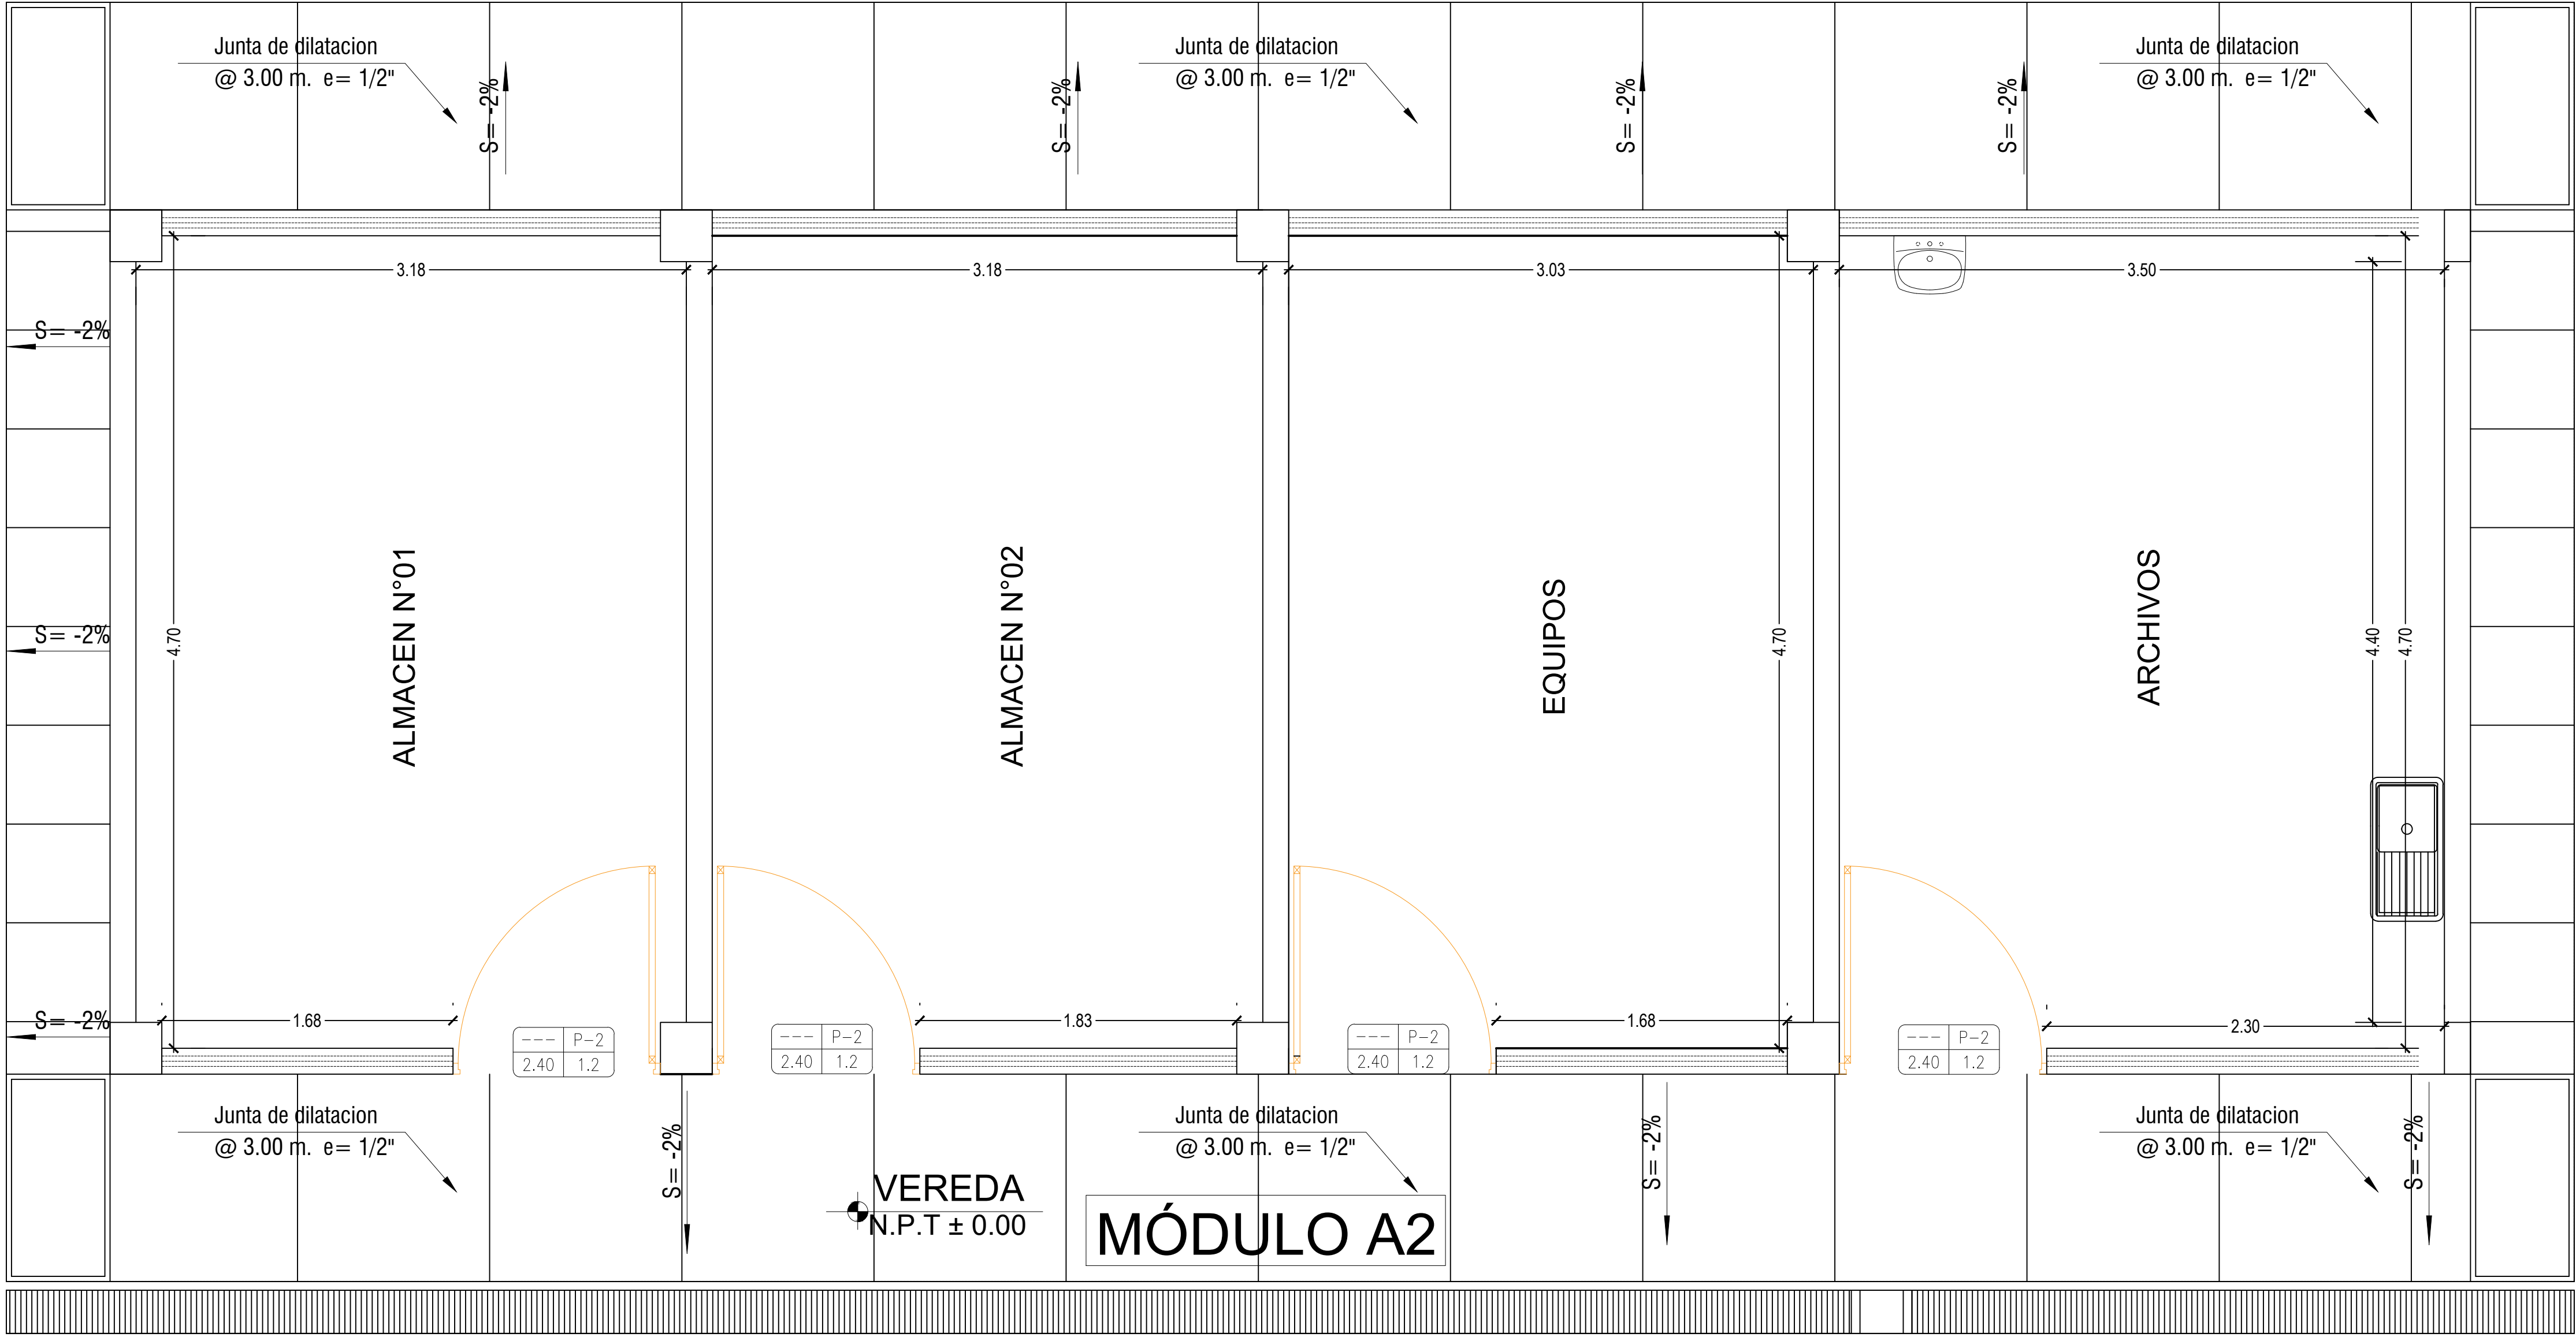 Junta de dilatacion
@ 3.00 m. e= 1/2"
S= -2%
S= -2%
Junta de dilatacion
@ 3.00 m. e= 1/2"
S= -2%
S= -2%
Junta de dilatacion
@ 3.00 m. e= 1/2"
3.18
3.18
3.03
3.50
S= -2%
S= -2%
4.70
ALMACEN N°01
ALMACEN N°02
EQUIPOS
4.70
ARCHIVOS
4.40
4.70
S= -2%
1.68
1.83
1.68
2.30
--- P-2
2.40 1.2
--- P-2
2.40 1.2
--- P-2
2.40 1.2
--- P-2
2.40 1.2
Junta de dilatacion
@ 3.00 m. e= 1/2"
S= -2%
Junta de dilatacion
@ 3.00 m. e= 1/2"
S= -2%
Junta de dilatacion
@ 3.00 m. e= 1/2"
S= -2%
VEREDA
N.P.T ± 0.00
MÓDULO A2